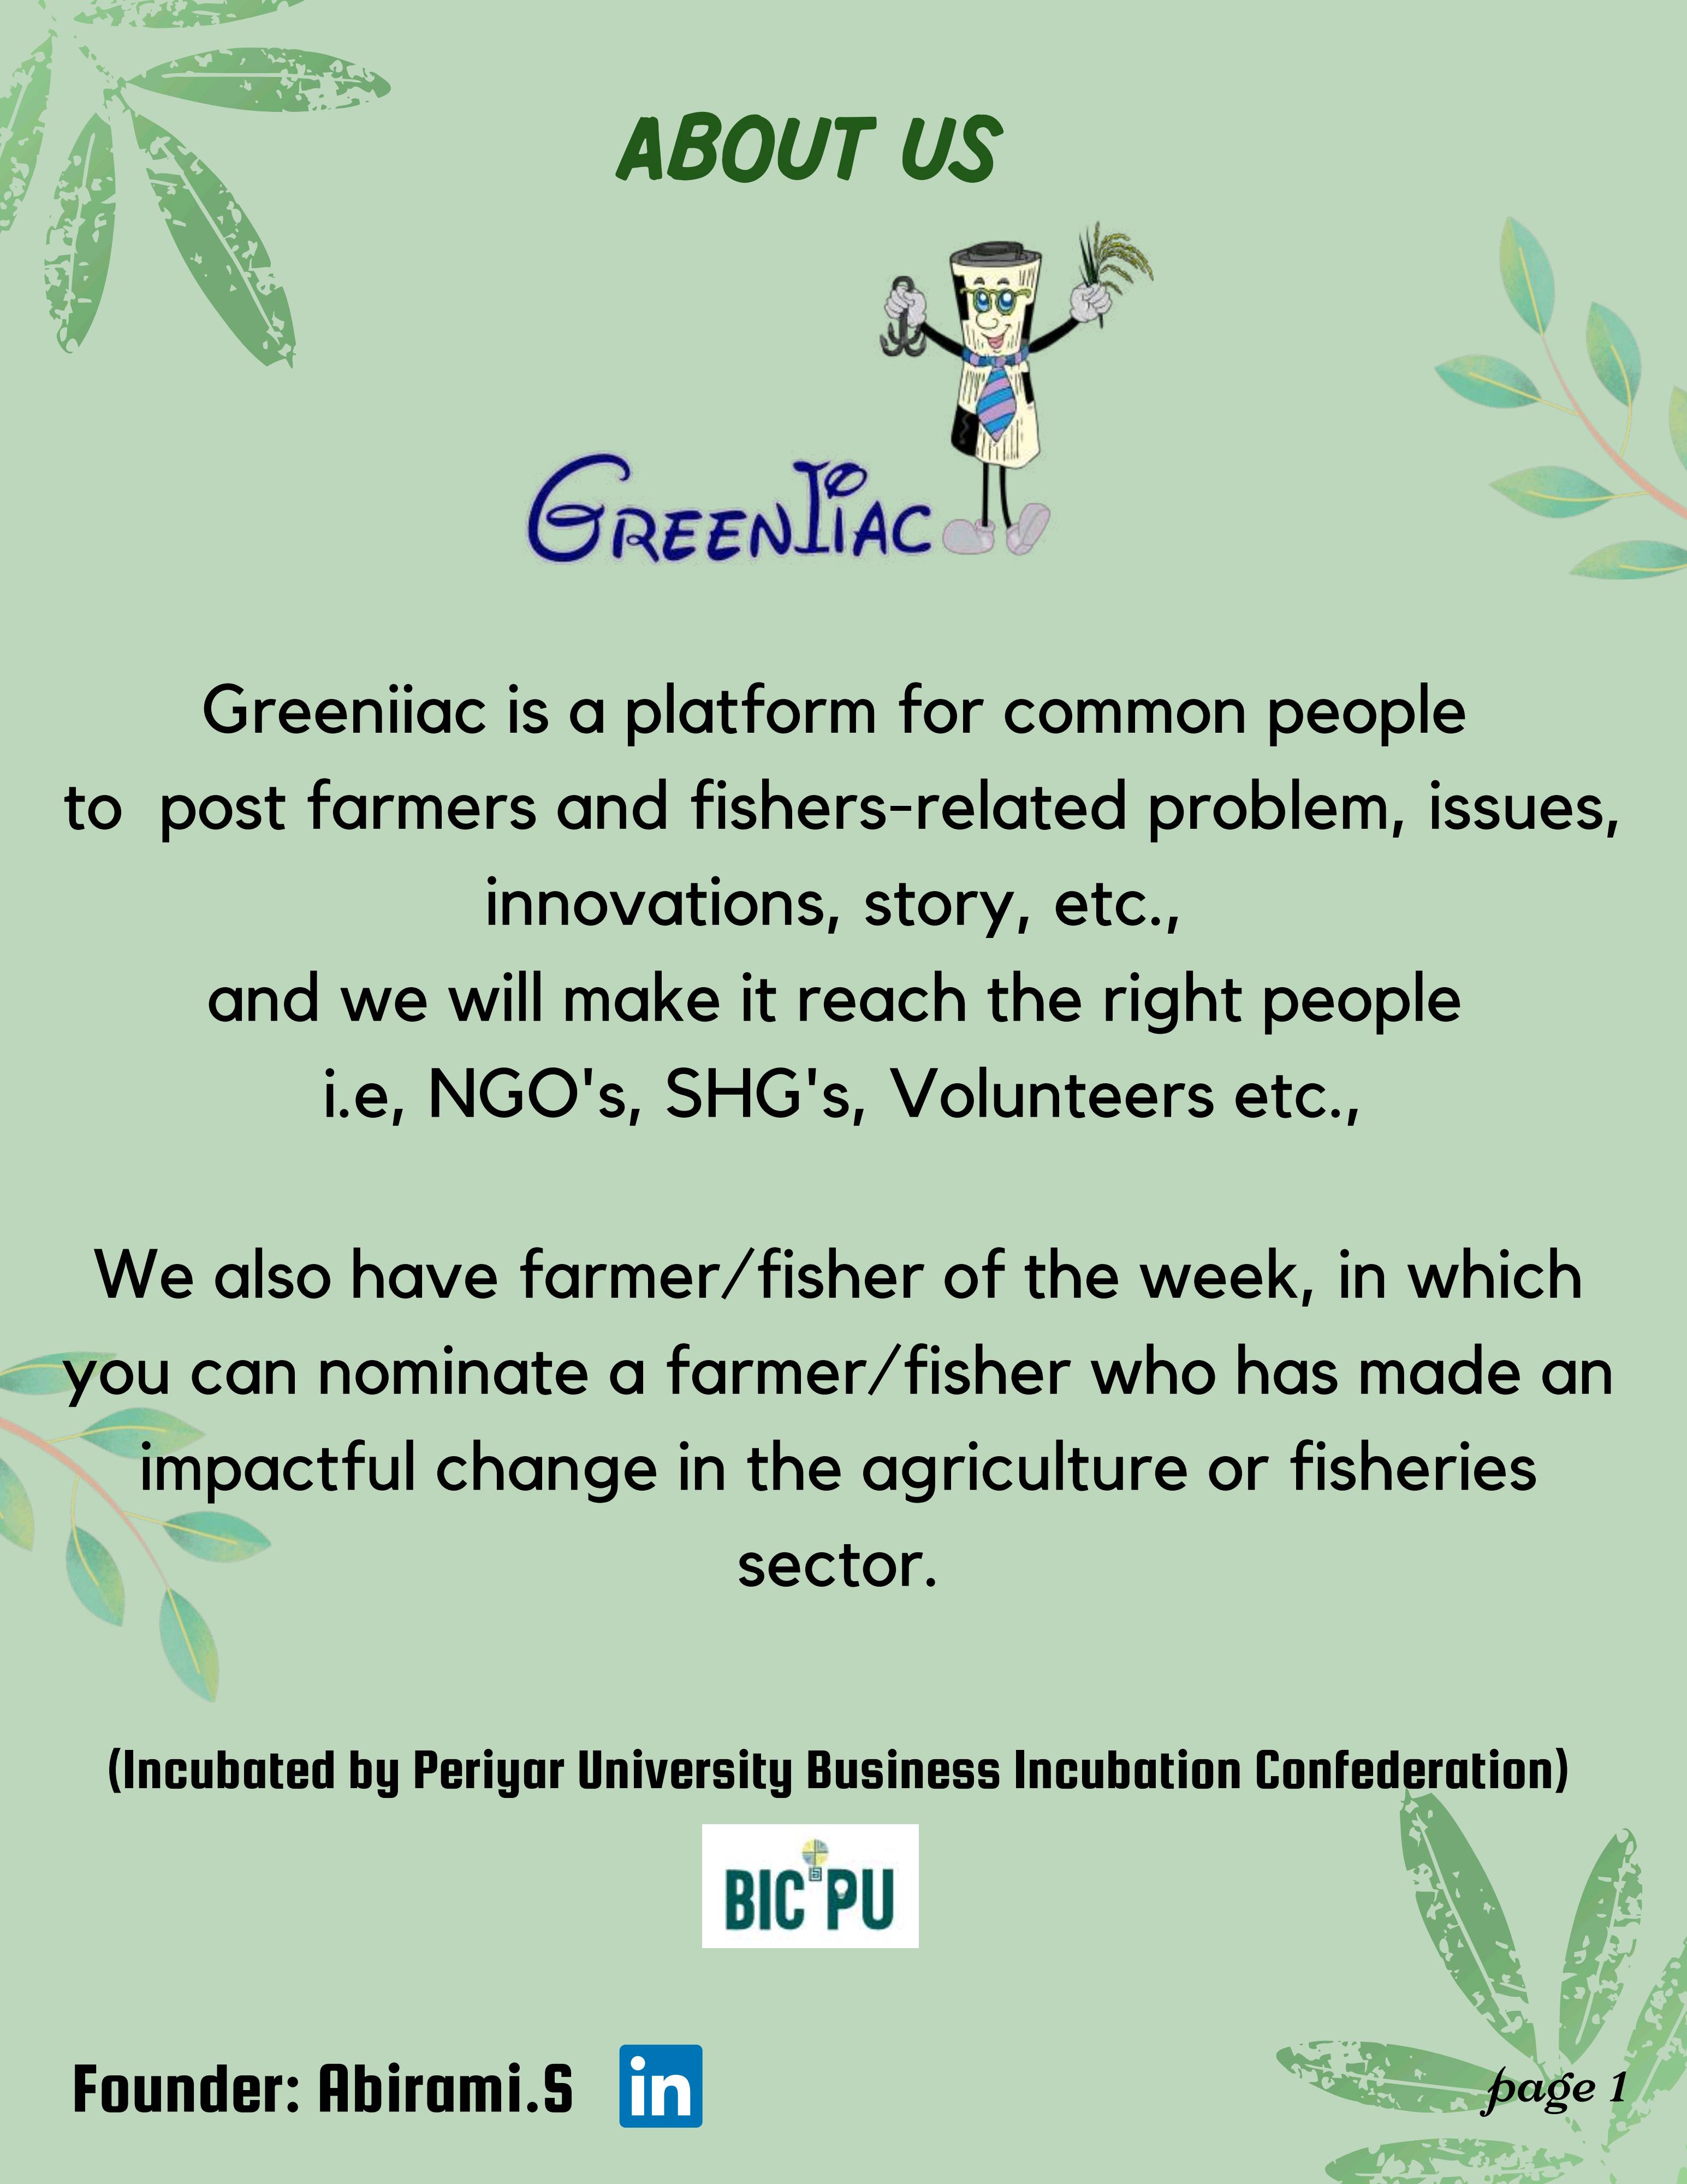 ABOUT US
GREENIiAC
Greeniiac is a platform for common people
to  post farmers and fishers-related problem, issues,
innovations, story, etc.,
and we will make it reach the right people
i.e, NGO's, SHG's, Volunteers etc.,
We also have farmer/fisher of the week, in which
you can nominate a farmer/fisher who has made an
impactful change in the agriculture or fisheries
sector.
(Incubated by Periyar University Business Incubation Confederation)
BIC PU
Founder: Abirami.S in
page 1